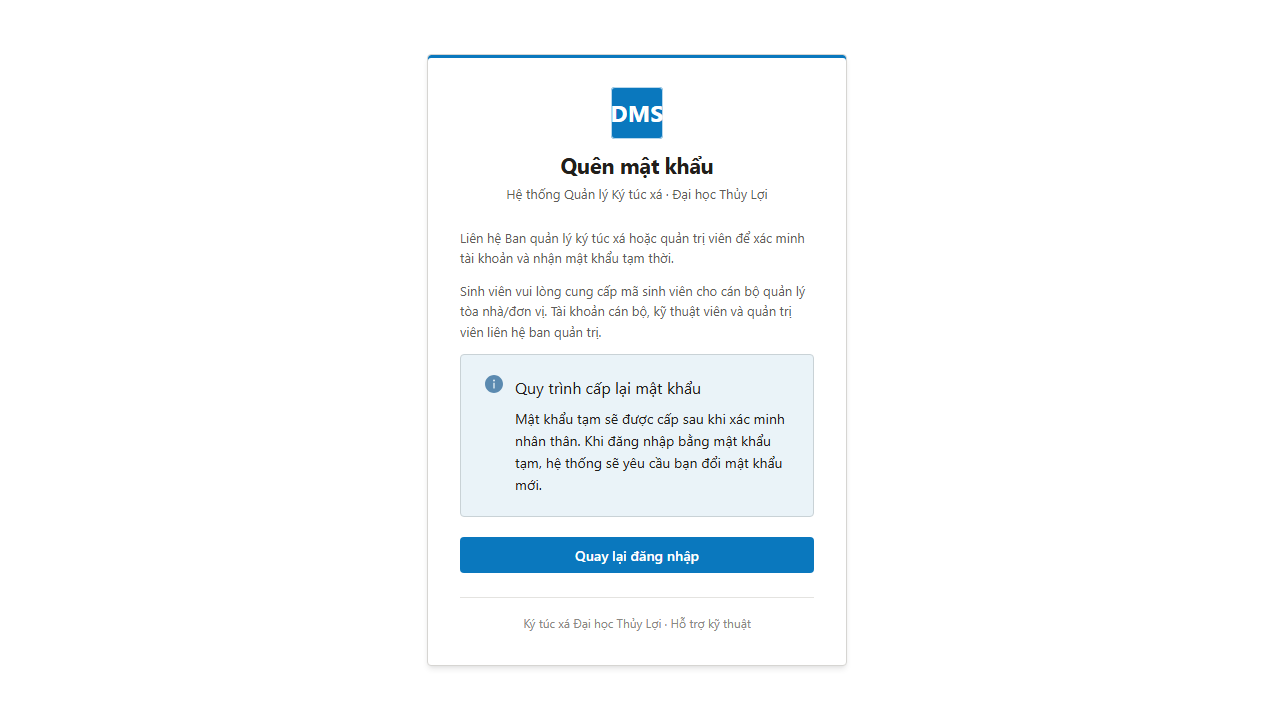 DMS
Quên mật khẩu
Hệ thống Quản lý Ký túc xá · Đại học Thủy Lợi
Liên hệ Ban quản lý ký túc xá hoặc quản trị viên để xác minh
tài khoản và nhận mật khẩu tạm thời.
Sinh viên vui lòng cung cấp mã sinh viên cho cán bộ quản lý
tòa nhà/đơn vị. Tài khoản cán bộ, kỹ thuật viên và quản trị
viên liên hệ ban quản trị.
Quy trình cấp lại mật khẩu
Mật khẩu tạm sẽ được cấp sau khi xác minh
nhân thân. Khi đăng nhập bằng mật khẩu
tạm, hệ thống sẽ yêu cầu bạn đổi mật khẩu
mới.
Quay lại đăng nhập
Ký túc xá Đại học Thủy Lợi · Hỗ trợ kỹ thuật